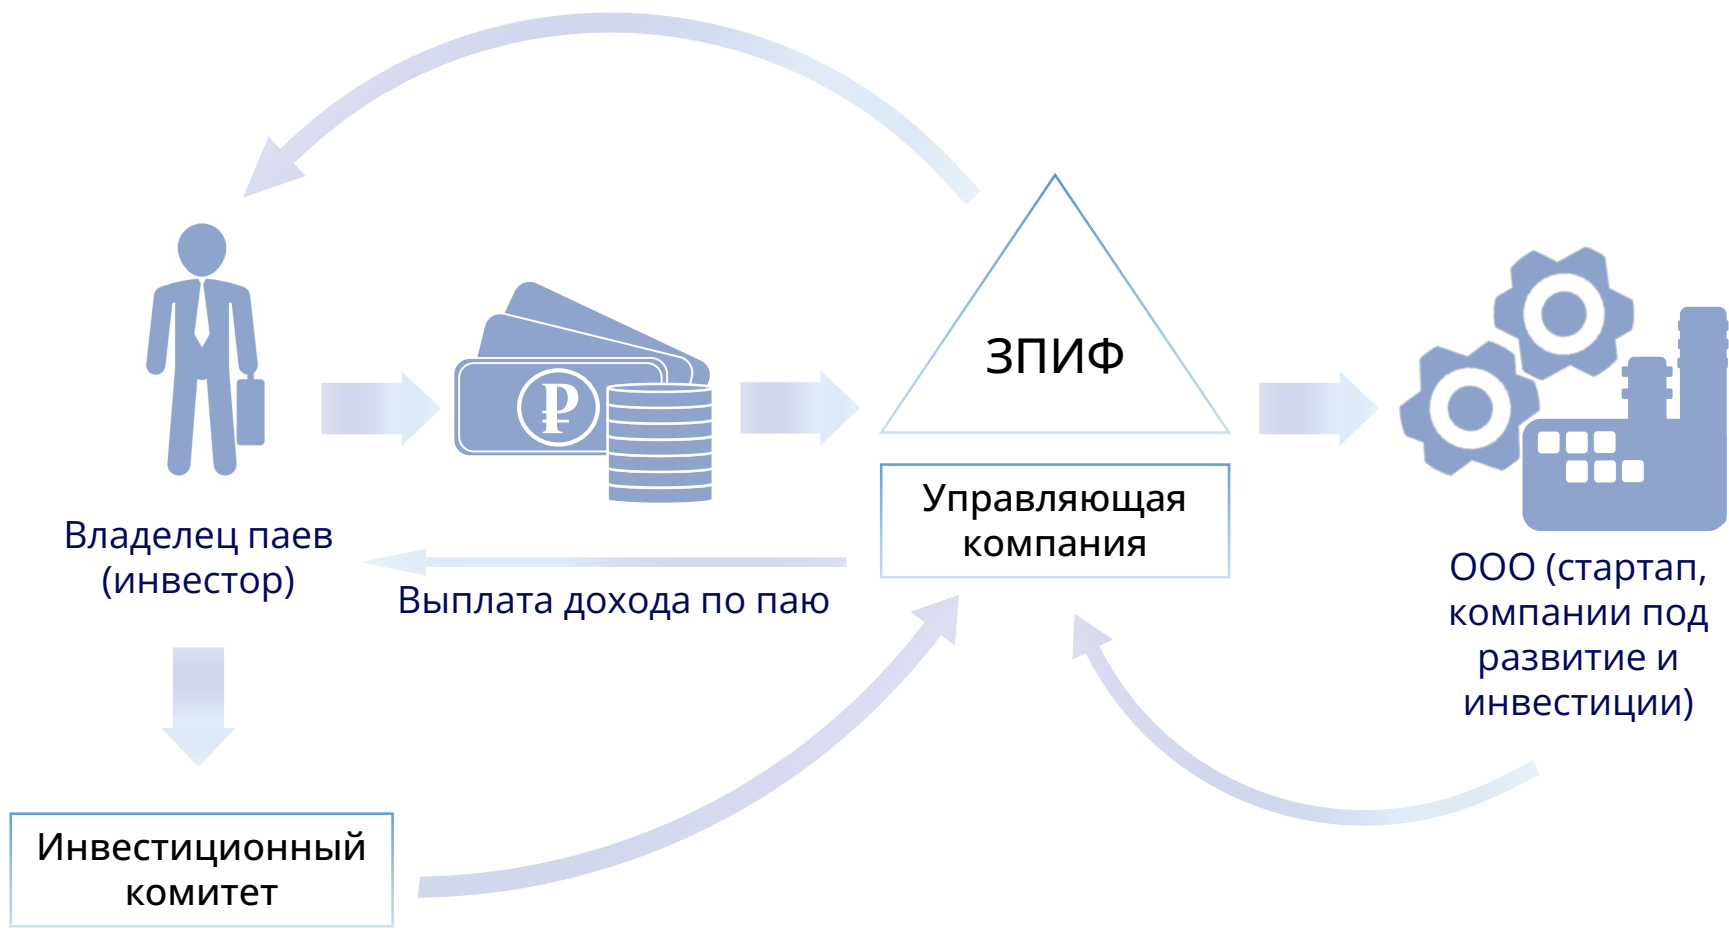 ЗПИФ
Управляющая
компания
Владелец паев
(инвестор)
₽
Выплата дохода по паю
ООО (стартап,
компании под
развитие и
инвестиции)
Инвестиционный
комитет